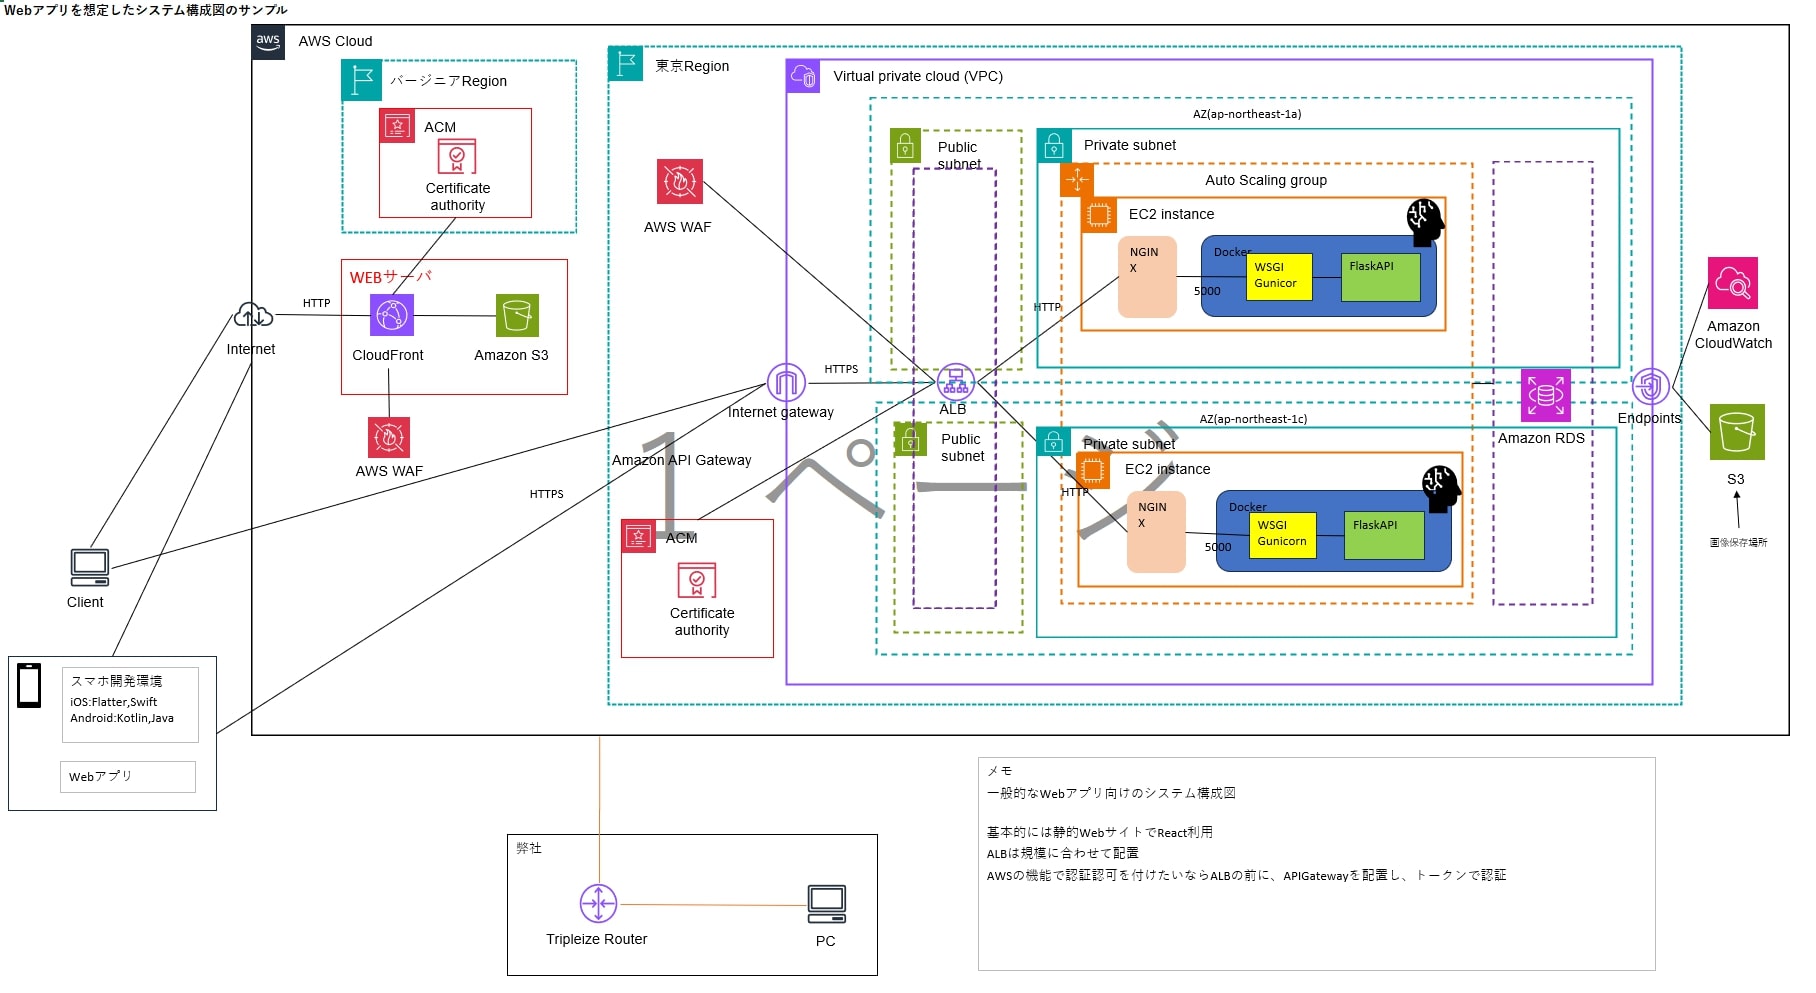 Webアプリを想定したシステム構成図のサンプル
aws
AWS Cloud
バージニアRegion
ACM
Certificate
authority
WEBサーバ
HTTP
Internet
CloudFront
Amazon S3
AWS WAF
Client
スマホ開発環境
iOS:Flatter,Swift
Android:Kotlin,Java
Webアプリ
東京Region
AWS WAF
Virtual private cloud (VPC)
AZ(ap-northeast-1a)
Public
subnet
Private subnet
Auto Scaling group
EC2 instance
NGIN
X
Docker
WSGI
Gunicor
FlaskAPI
5000
HTTP
HTTPS
Internet gateway
ALB
Amazon API Gateway
HTTPS
1ページ
ACM
Certificate
authority
AZ(ap-northeast-1c)
Public
subnet
Private subnet
EC2 instance
HTTP
NGIN
X
Docker
WSGI
Gunicorn
FlaskAPI
5000
Amazon RDS
Endpoints
Amazon
CloudWatch
S3
画像保存場所
弊社
Tripleize Router
PC
メモ
一般的なWebアプリ向けのシステム構成図
基本的には静的WebサイトでReact利用
ALBは規模に合わせて配置
AWSの機能で認証認可を付けたいならALBの前に、APIGatewayを配置し、トークンで認証